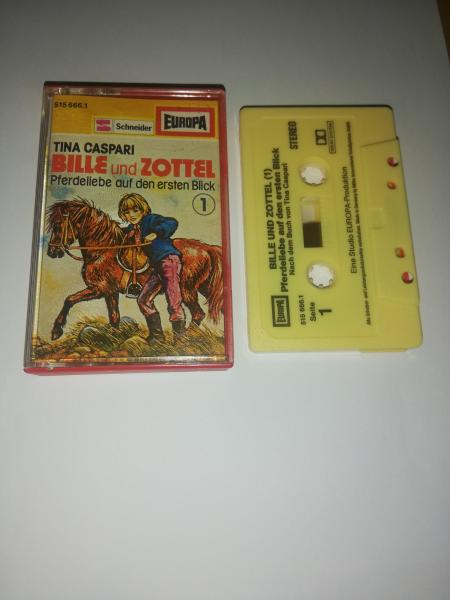 515 666.1
Schneider
EUROPA
TINA CASPARI
BILLE und ZOTTEL
Pferdeliebe auf den ersten Blick
1
BILLE UND ZOTTEL (1)
Pferdeliebe auf den ersten Blick
Nach dem Buch von Tina Caspari
STEREO
EUROPA
515 666.1
Seite
1
Eine Studio EUROPA-Produktion